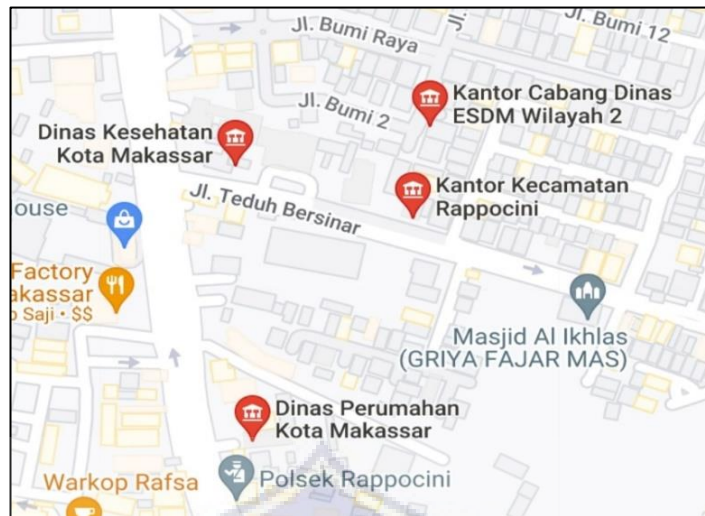 Jl. Bumi Raya
Jl.
Jl. Bumi 12
Kantor Cabang Dinas
ESDM Wilayah 2
Jl. Bumi 2
Dinas Kesehatan
Kota Makassar
Kantor Kecamatan
Rappocini
Jl. Teduh Bersinar
ouse
Factory
akassar
o Saji • $$
Masjid Al Ikhlas
(GRIYA FAJAR MAS)
Dinas Perumahan
Kota Makassar
Polsek Rappocini
Warkop Rafsa